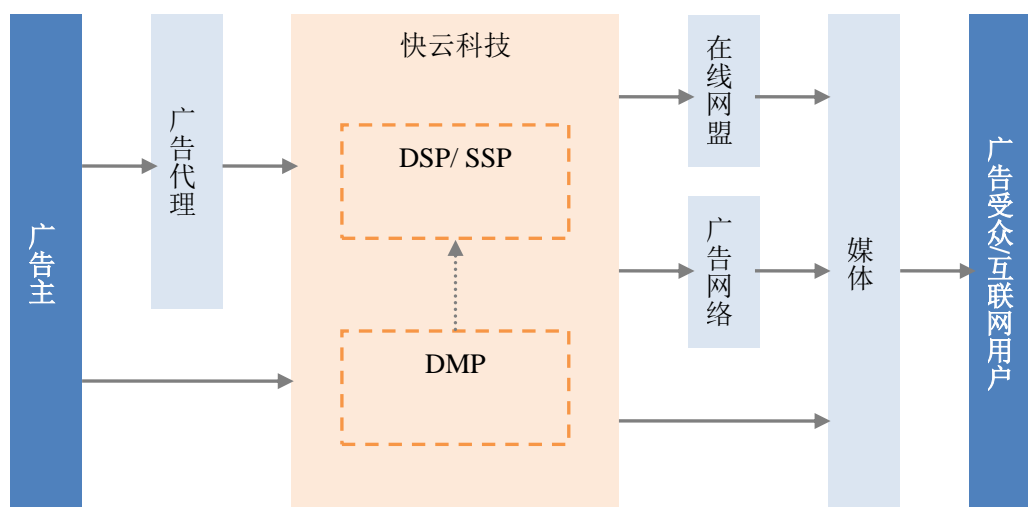 广告主
广告代理
快云科技
DSP/ SSP
DMP
在线网盟
广告网络
媒体
广告受众/互联网用户